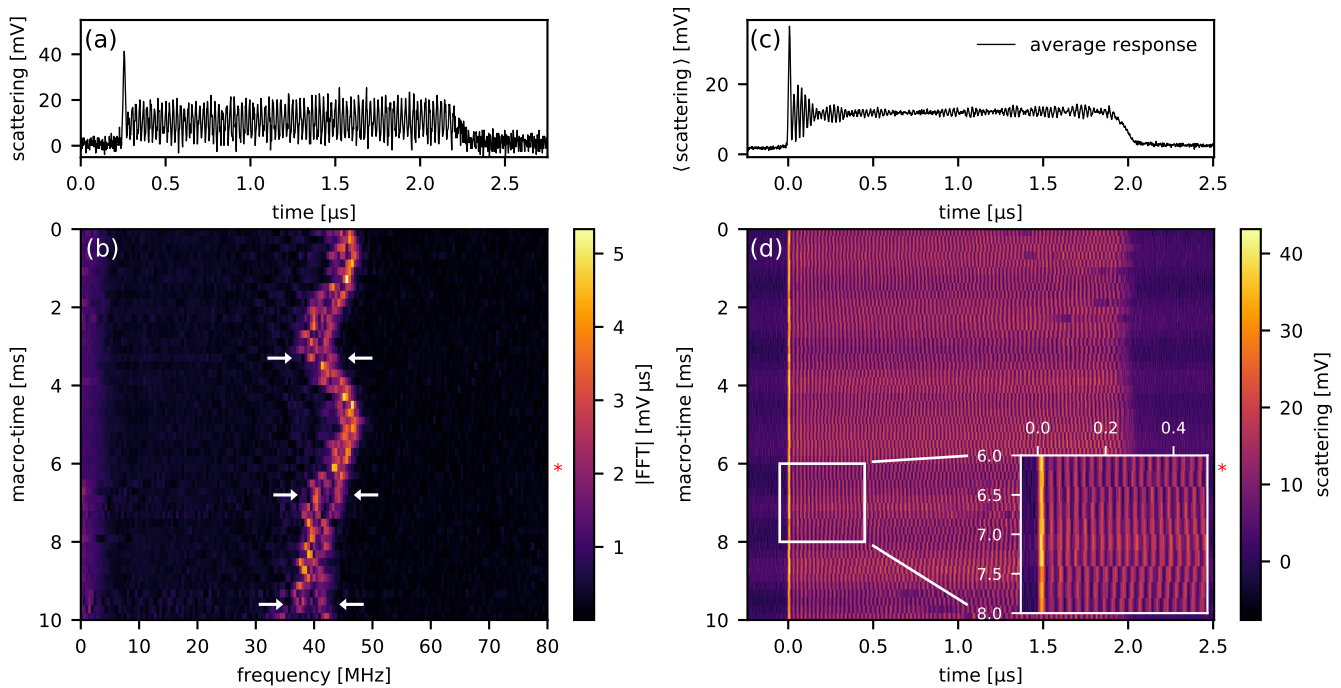 (a)
scattering [mV]
40
20
0
0.0 0.5 1.0 1.5 2.0 2.5
time [µs]
(c)
⟨ scattering ⟩ [mV]
average response
20
0
0.0 0.5 1.0 1.5 2.0 2.5
time [µs]
(b)
macro-time [ms]
0
2
4
6
8
10
0 10 20 30 40 50 60 70 80
frequency [MHz]
*
5
4
3
2
1
|FFT| [mV µs]
(d)
macro-time [ms]
0
2
4
6
8
10
0.0 0.5 1.0 1.5 2.0 2.5
time [µs]
0.0 0.2 0.4
6.0
6.5
7.0
7.5
8.0
*
40
30
20
10
0
scattering [mV]